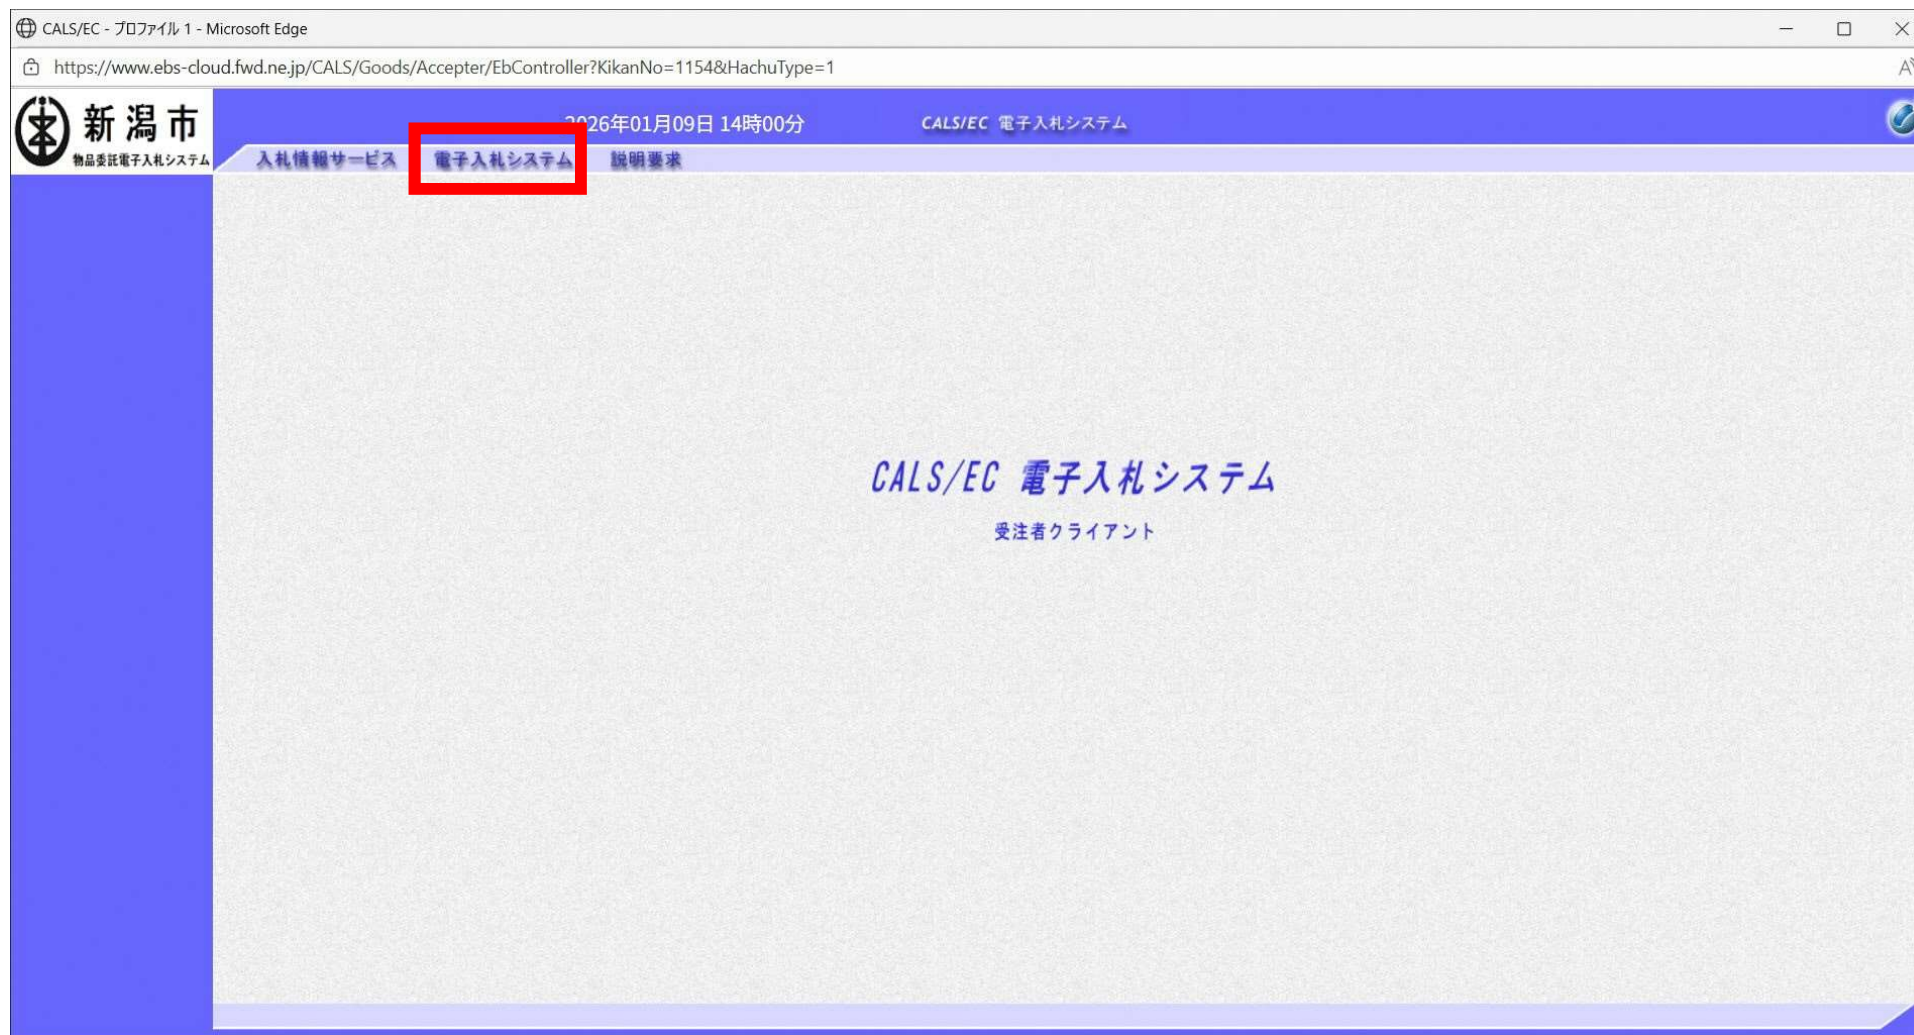 CALS/EC - プロファイル 1 - Microsoft Edge
https://www.ebs-cloud.fwd.ne.jp/CALS/Goods/Accepter/EbController?KikanNo=1154&HachuType=1
新潟市
物品委託電子入札システム
2026年01月09日 14時00分
CALS/EC 電子入札システム
入札情報サービス 電子入札システム 説明要求
CALS/EC 電子入札システム
受注者クライアント